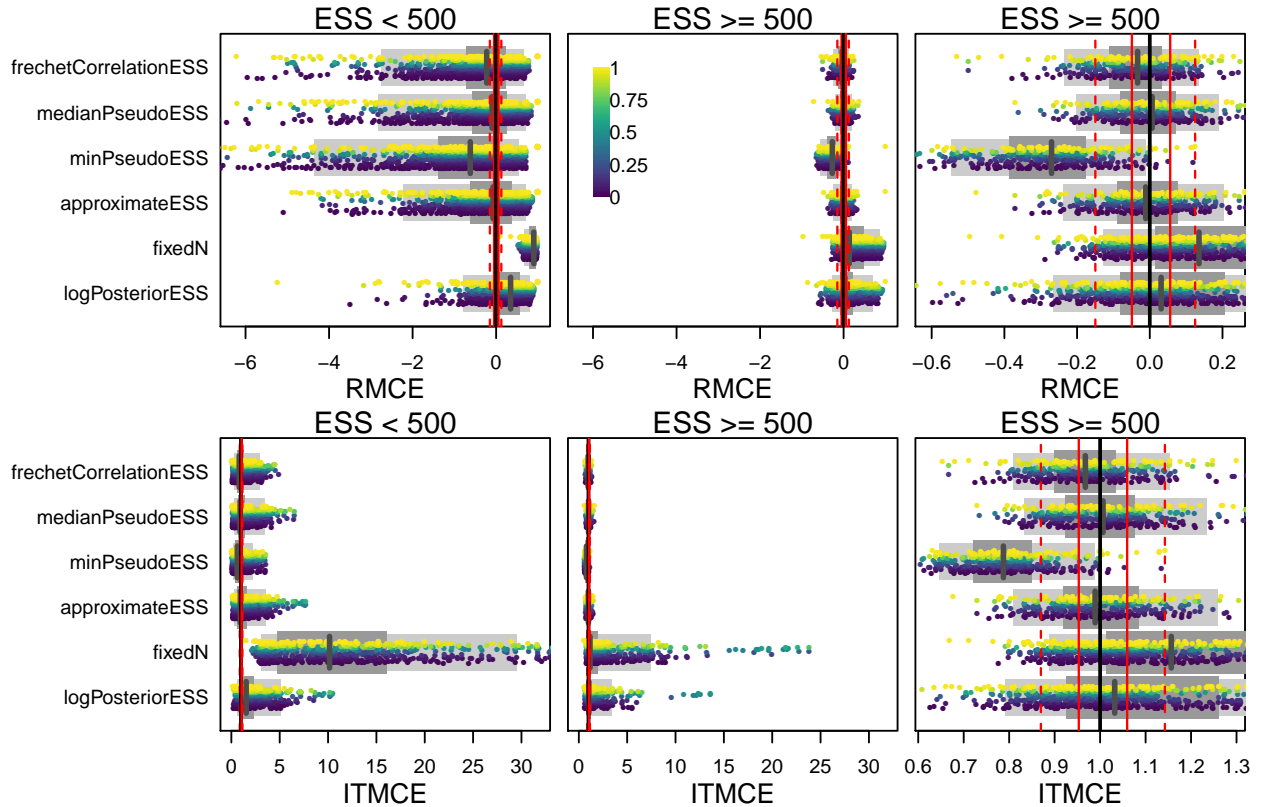 ESS < 500 ESS >= 500 ESS >= 500
frechetCorrelationESS
medianPseudoESS
minPseudoESS
approximateESS
fixedN
logPosteriorESS
1
0.75
0.5
0.25
0
−6 −4 −2 0 −6 −4 −2 0 −0.6 −0.4 −0.2 0.0 0.2
RMCE RMCE RMCE
ESS < 500 ESS >= 500 ESS >= 500
frechetCorrelationESS
medianPseudoESS
minPseudoESS
approximateESS
fixedN
logPosteriorESS
0 5 10 15 20 25 30 0 5 10 15 20 25 30 0.6 0.7 0.8 0.9 1.0 1.1 1.2 1.3
ITMCE ITMCE ITMCE